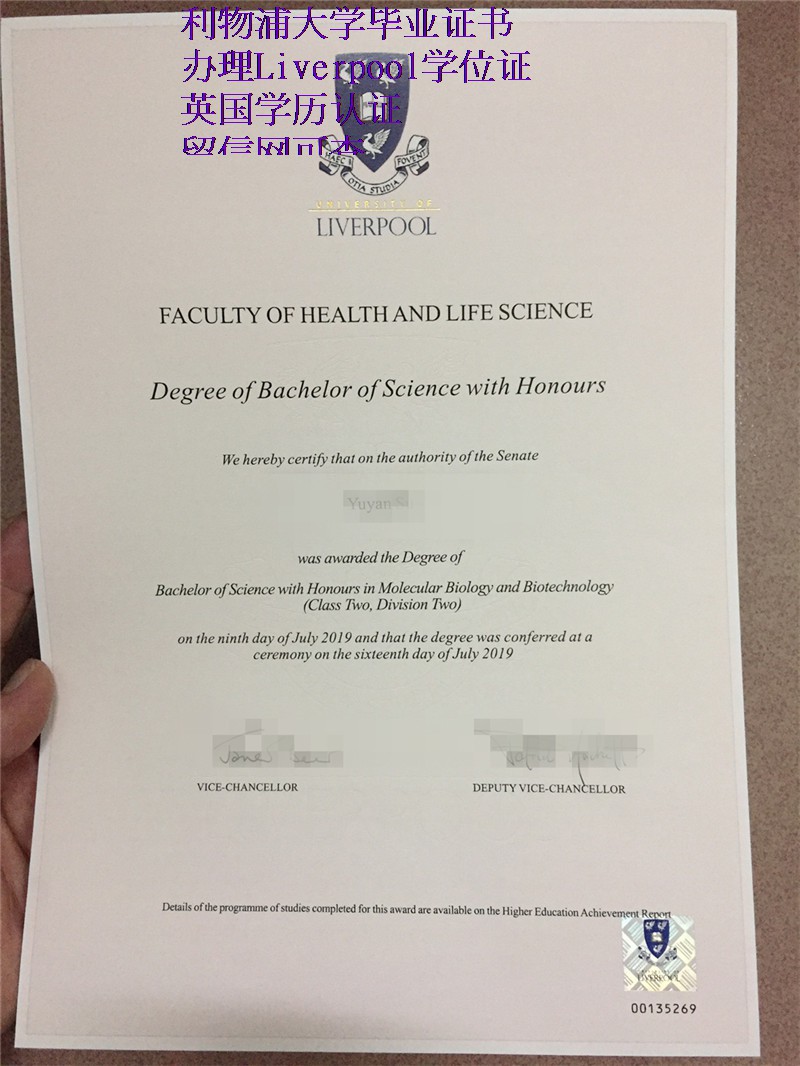 利物浦大学毕业证书
办理Liverpool学位证
英国学历认证
留信网可查
HAEC OTIA STUDIA FOVENT
UNIVERSITY OF
LIVERPOOL
FACULTY OF HEALTH AND LIFE SCIENCE
Degree of Bachelor of Science with Honours
We hereby certify that on the authority of the Senate
Yuyan
was awarded the Degree of
Bachelor of Science with Honours in Molecular Biology and Biotechnology
(Class Two, Division Two)
on the ninth day of July 2019 and that the degree was conferred at a
ceremony on the sixteenth day of July 2019
VICE-CHANCELLOR
DEPUTY VICE-CHANCELLOR
Details of the programme of studies completed for this award are available on the Higher Education Achievement Report
LIVERPOOL
00135269